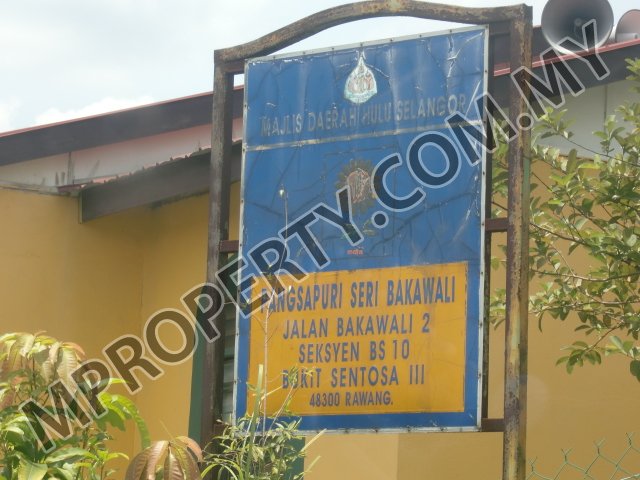 MAJLIS DAERAH HULU SELANGOR
PANGSAPURI SERI BAKAWALI
JALAN BAKAWALI 2
SEKSYEN BS 10
BUKIT SENTOSA III
48300 RAWANG.
MPROPERTY.COM.MY